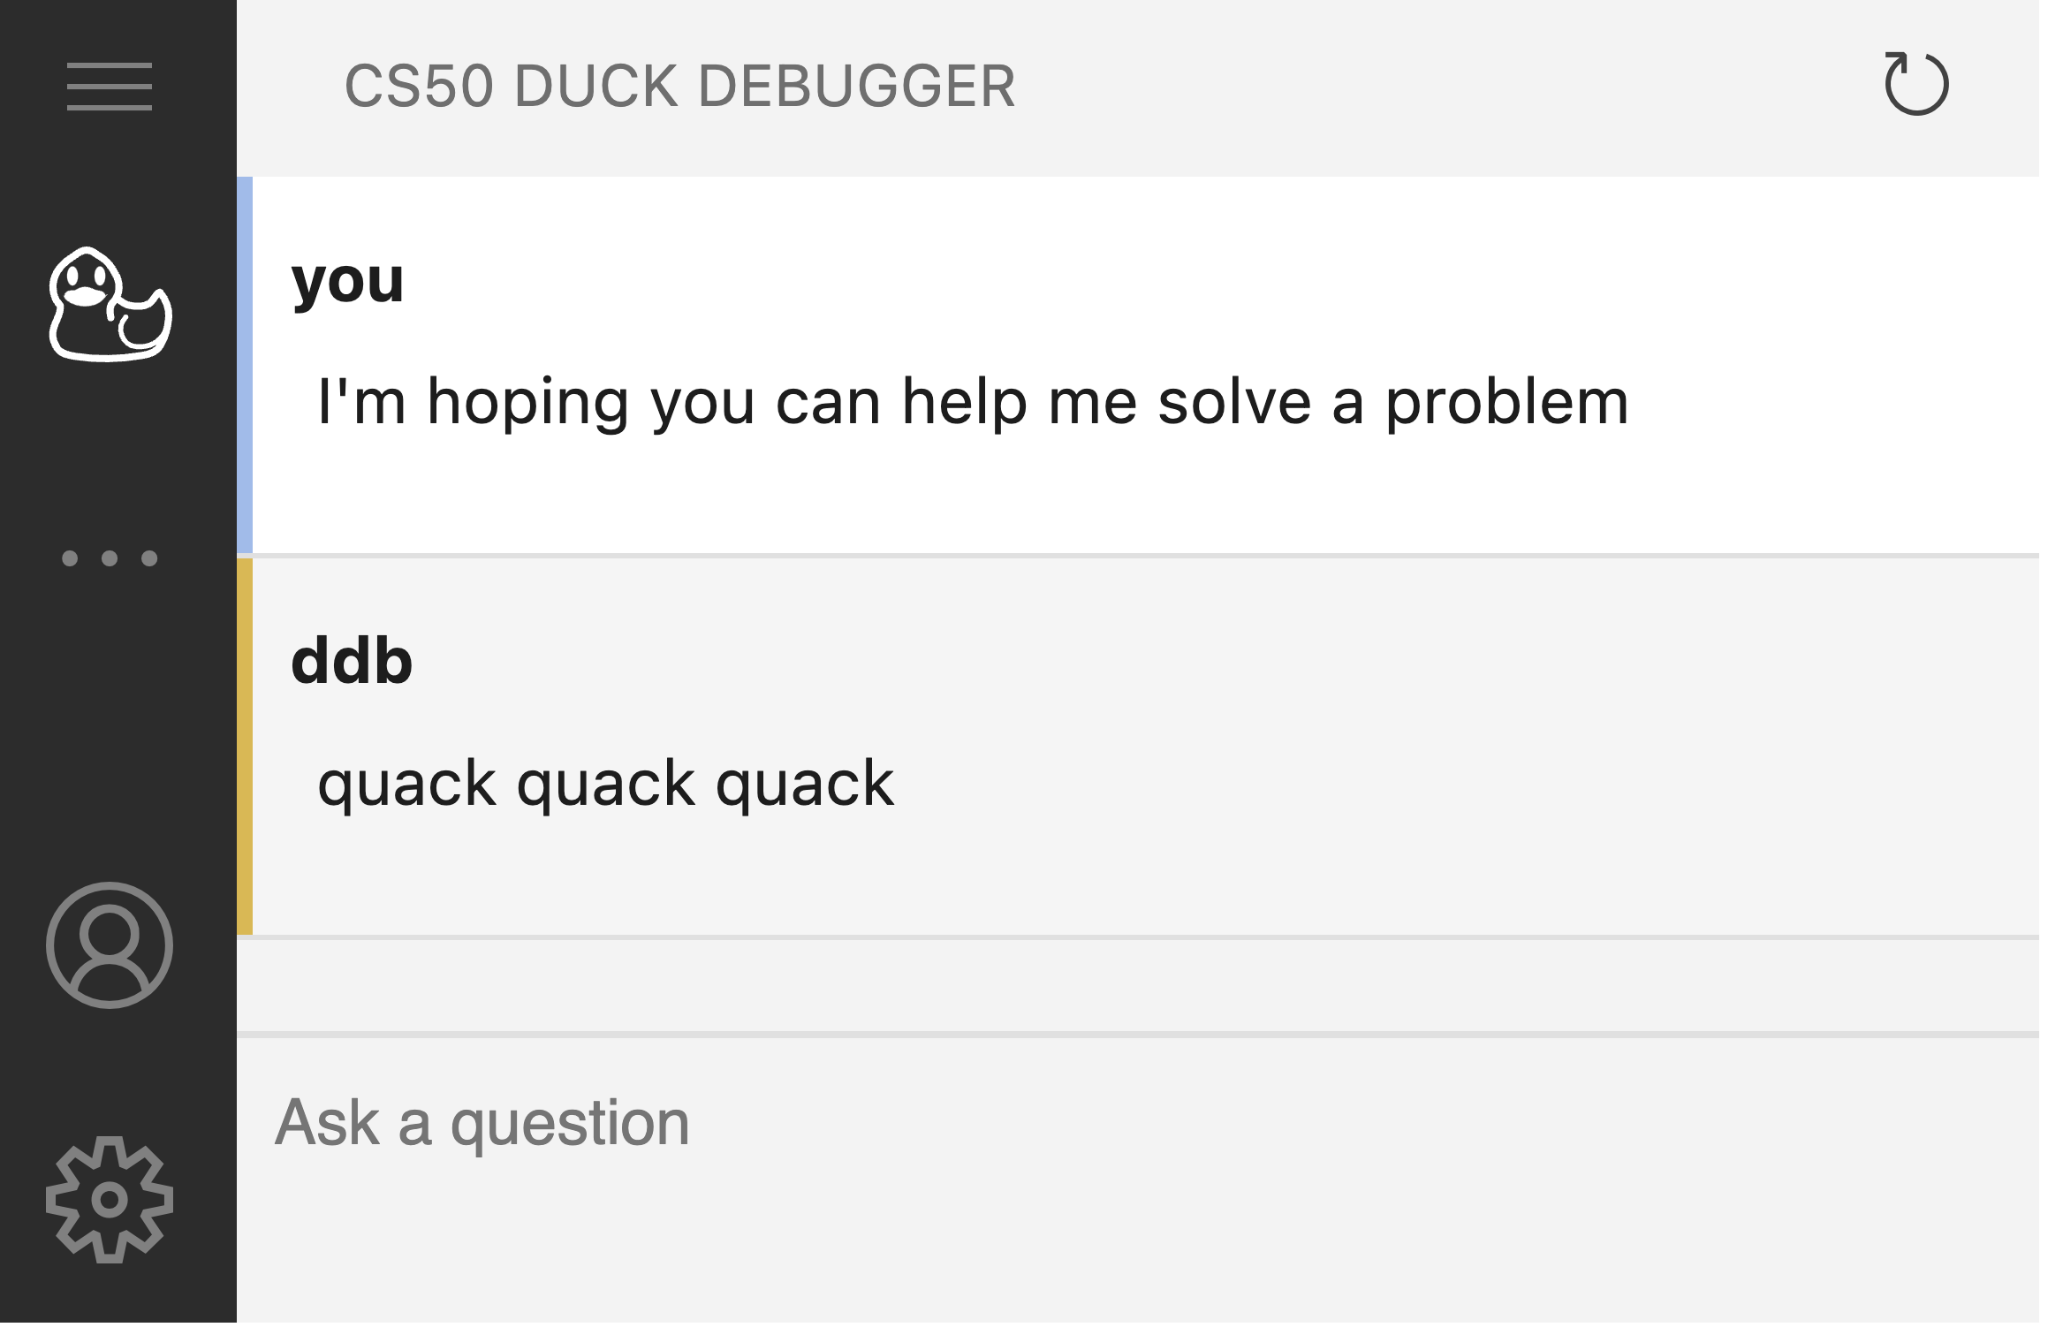 CS50 DUCK DEBUGGER
you
I'm hoping you can help me solve a problem
ddb
quack quack quack
Ask a question